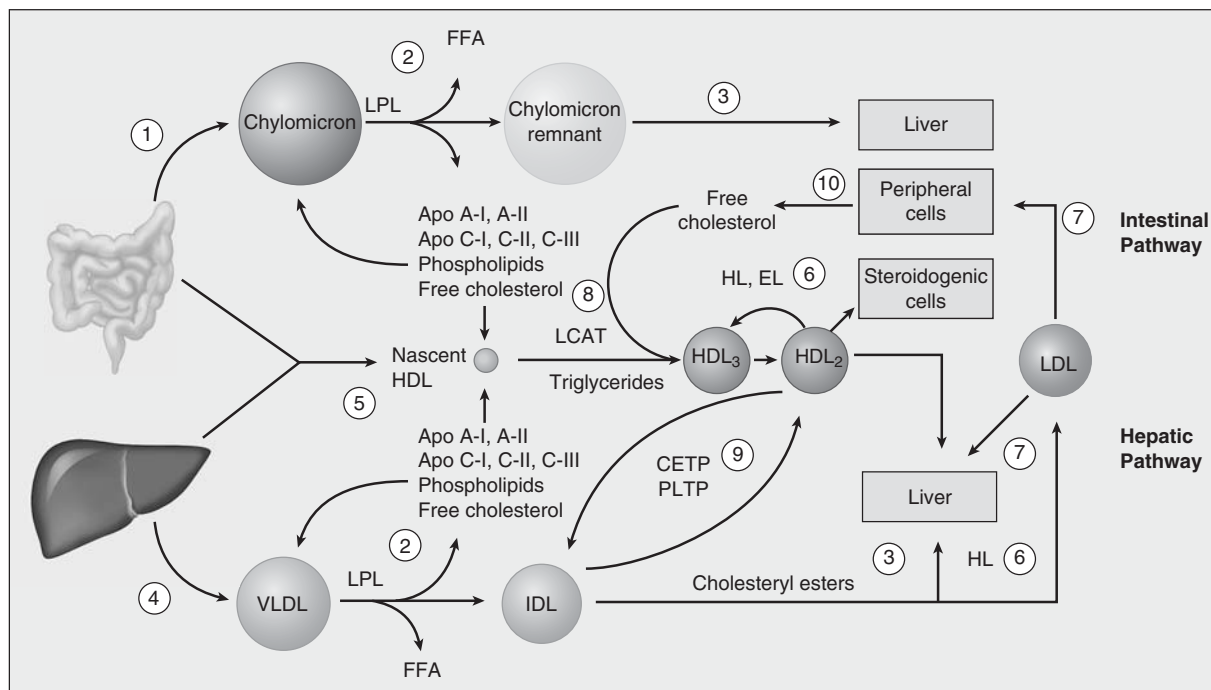 FFA
2
LPL
Chylomicron
Chylomicron
remnant
3
Liver
1
10
Peripheral
cells
Free
cholesterol
7
Intestinal
Pathway
Apo A-I, A-II
Apo C-I, C-II, C-III
Phospholipids
Free cholesterol
8
HL, EL
6
Steroidogenic
cells
LCAT
Nascent
HDL
HDL3
HDL2
LDL
Triglycerides
5
Apo A-I, A-II
Apo C-I, C-II, C-III
Phospholipids
Free cholesterol
CETP
PLTP
9
7
Hepatic
Pathway
Liver
2
3
HL
6
4
VLDL
LPL
IDL
Cholesteryl esters
FFA